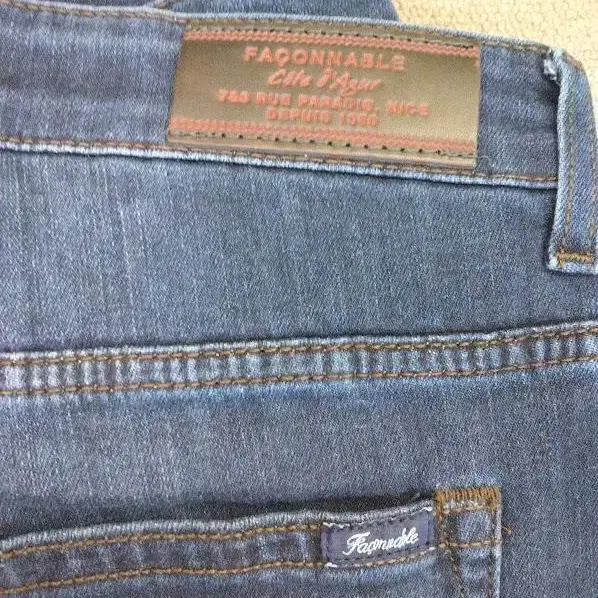 FAÇONNABLE
Côte d'Azur
RUE PARADIS, NICE
DEPUIS
Façonnable